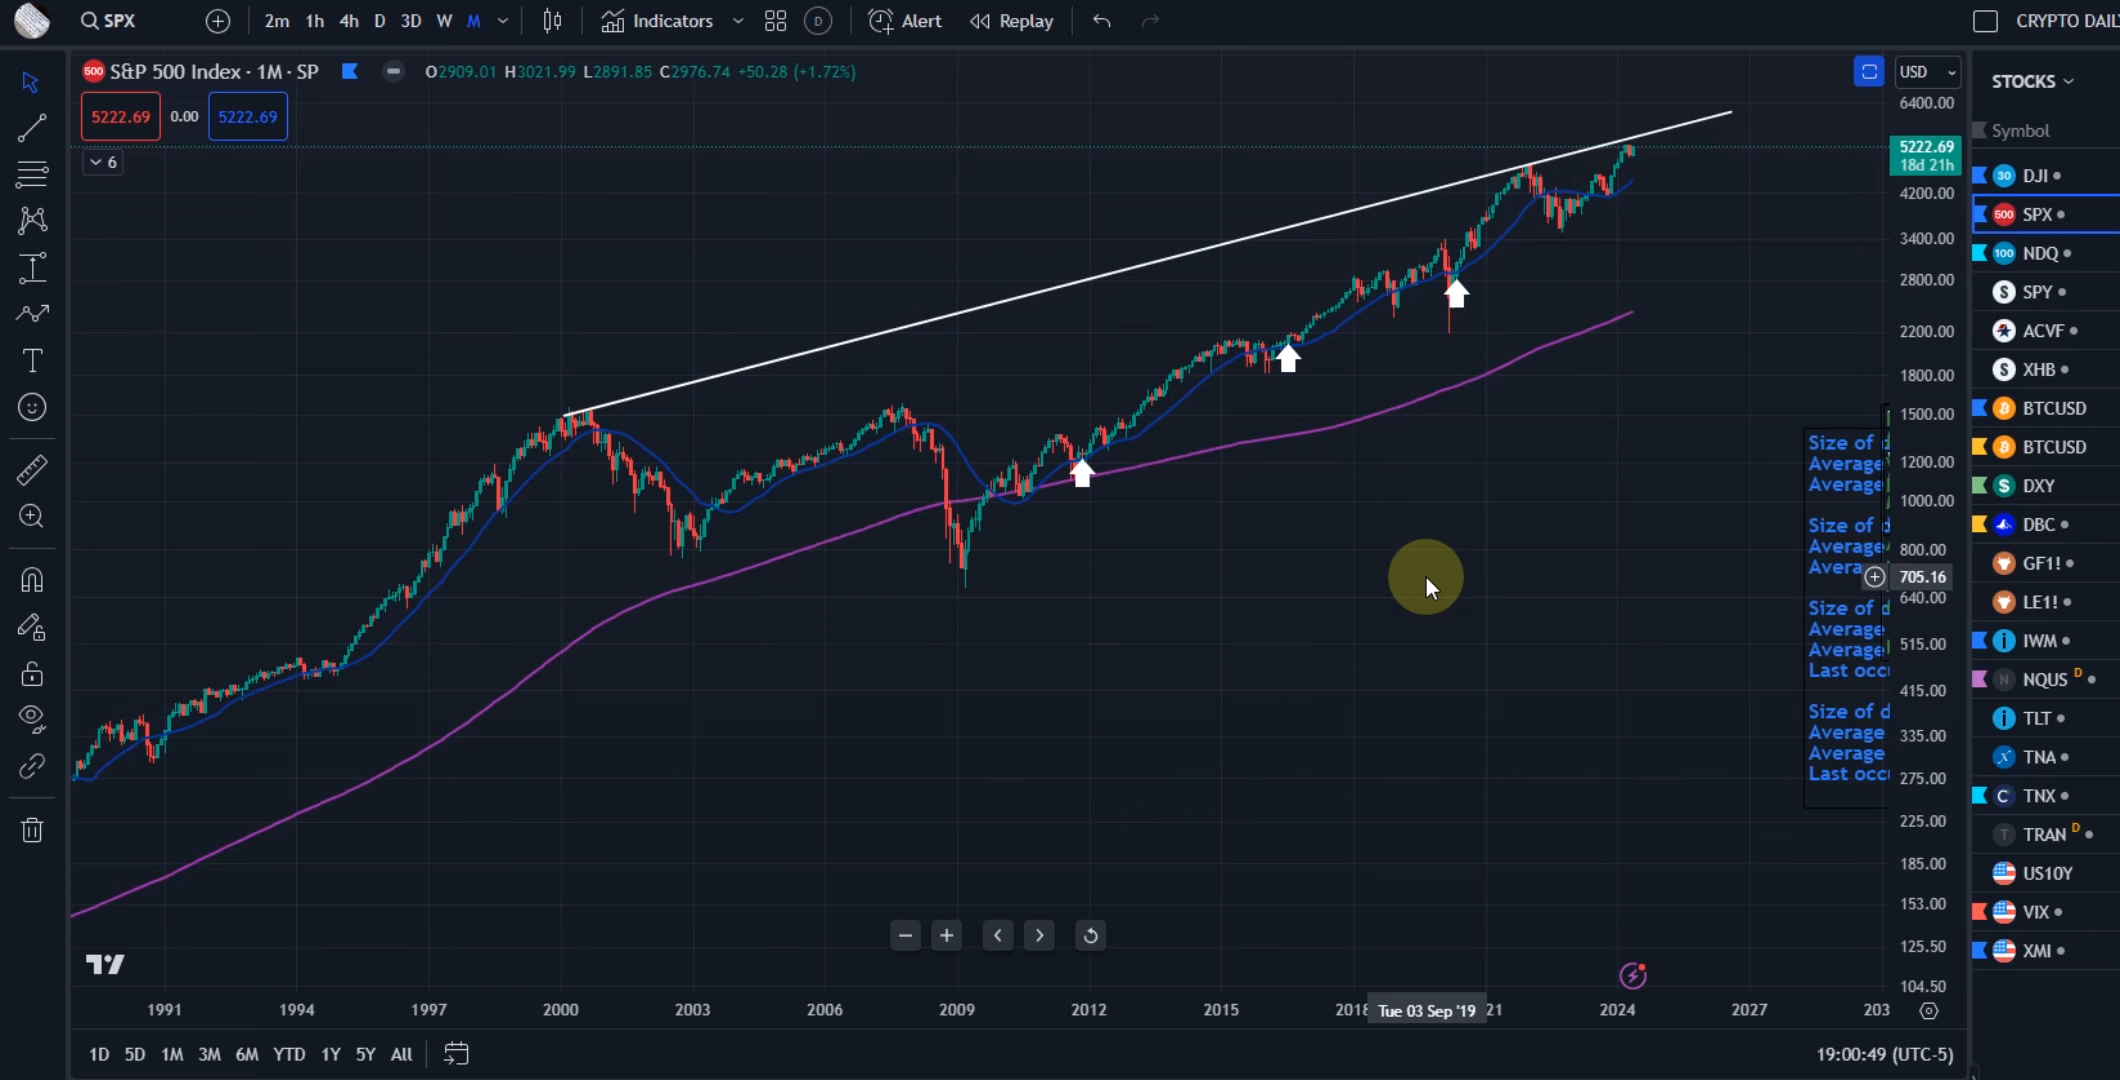 SPX 2m 1h 4h D 3D W M Indicators D Alert Replay
CRYPTO DAIL
500 S&P 500 Index · 1M · SP O2909.01 H3021.99 L2891.85 C2976.74 +50.28 (+1.72%)
5222.69 0.00 5222.69
6
USD
6400.00
5222.69
18d 21h
4200.00
3400.00
2800.00
2200.00
1800.00
1500.00
1200.00
1000.00
800.00
705.16
640.00
515.00
415.00
335.00
275.00
225.00
185.00
153.00
125.50
104.50
Size of d
Average
Average
Size of d
Average
Avera
Size of d
Average
Average
Last occ
Size of d
Average
Average
Last occ
1991 1994 1997 2000 2003 2006 2009 2012 2015 2018 Tue 03 Sep '19 21 2024 2027 203
1D 5D 1M 3M 6M YTD 1Y 5Y All
19:00:49 (UTC-5)
STOCKS
Symbol
30 DJI
500 SPX
100 NDQ
S SPY
ACVF
S XHB
BTCUSD
BTCUSD
$ DXY
DBC
GF1!
LE1!
i IWM
N NQUS D
i TLT
TNA
C TNX
T TRAN D
US10Y
VIX
XMI